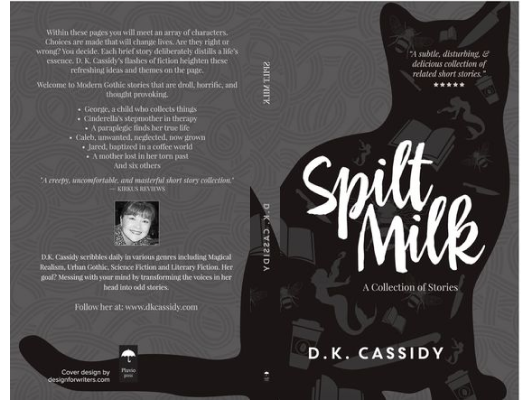 Within these pages you will meet an array of characters.
Choices are made that will change lives. Are they right or
wrong? You decide. Each brief story deliberately distills a life's
essence. D. K. Cassidy's flashes of fiction heighten these
refreshing ideas and themes on the page.
Welcome to Modern Gothic stories that are droll, horrific, and
thought provoking.
• George, a child who collects things
• Cinderella's stepmother in therapy
• A paraplegic finds her true life
• Caleb, unwanted, neglected, now grown
• Jared, baptized in a coffee world
• A mother lost in her torn past
And six others
"A creepy, uncomfortable, and masterful short story collection."
— KIRKUS REVIEWS
D.K. Cassidy scribbles daily in various genres including Magical
Realism, Urban Gothic, Science Fiction and Literary Fiction. Her
goal? Messing with your mind by transforming the voices in her
head into odd stories.
Follow her at: www.dkcassidy.com
Cover design by
designforwriters.com
SPILT MILK
D.K. CASSIDY
"A subtle, disturbing, &
delicious collection of
related short stories."
★★★★★
Spilt
Milk
A Collection of Stories
D.K. CASSIDY